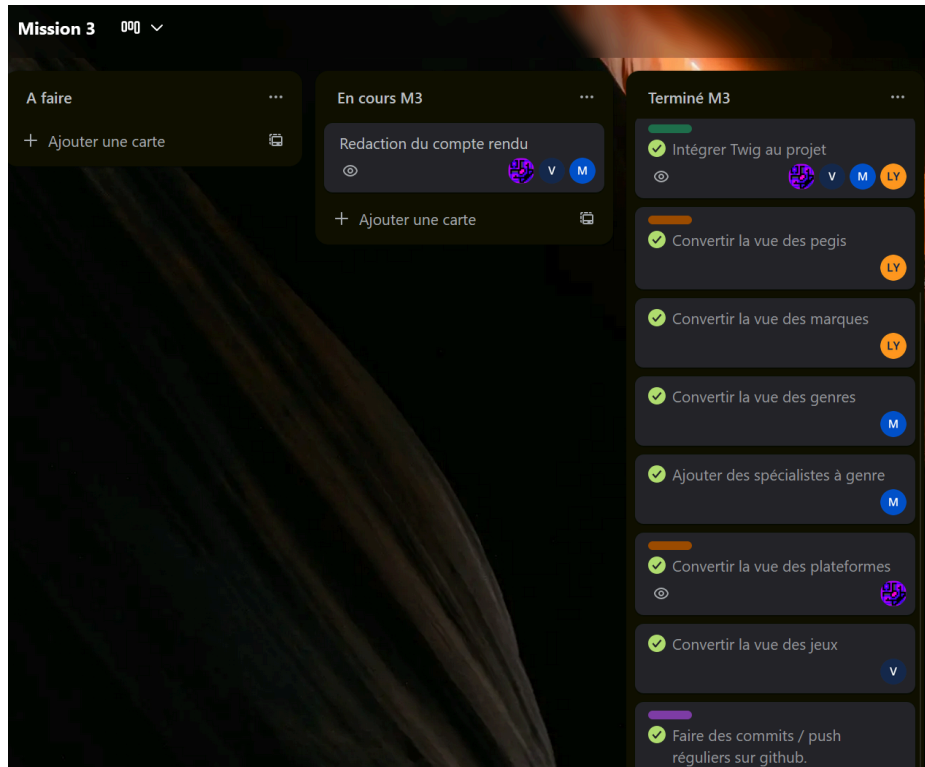 Mission 3
A faire
Ajouter une carte
En cours M3
Redaction du compte rendu
V M
Ajouter une carte
Terminé M3
Intégrer Twig au projet
V M LY
Convertir la vue des pegis
LY
Convertir la vue des marques
LY
Convertir la vue des genres
M
Ajouter des spécialistes à genre
M
Convertir la vue des plateformes
Convertir la vue des jeux
V
Faire des commits / push
réguliers sur github.